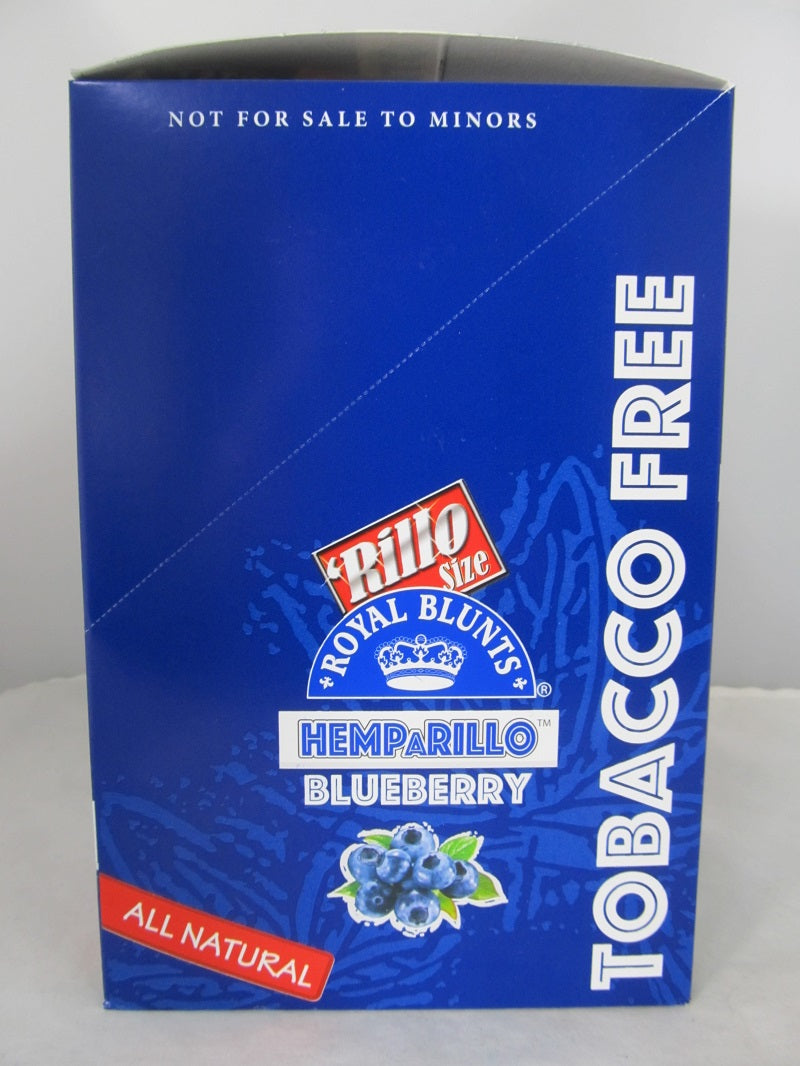 NOT FOR SALE TO MINORS
'Rillo
Size
ROYAL BLUNTS
®
HEMPARILLO™
BLUEBERRY
ALL NATURAL
TOBACCO FREE